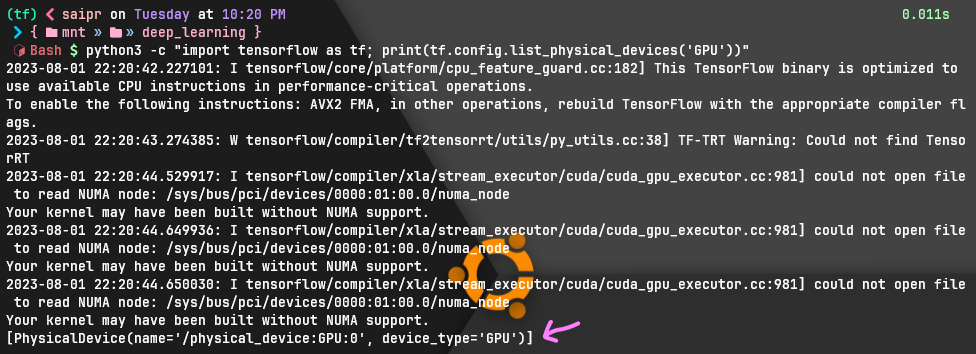 (tf) saipr on Tuesday at 10:20 PM 0.011s
{ mnt » » deep_learning }
Bash $ python3 -c "import tensorflow as tf; print(tf.config.list_physical_devices('GPU'))"
2023-08-01 22:20:42.227101: I tensorflow/core/platform/cpu_feature_guard.cc:182] This TensorFlow binary is optimized to
use available CPU instructions in performance-critical operations.
To enable the following instructions: AVX2 FMA, in other operations, rebuild TensorFlow with the appropriate compiler fl
ags.
2023-08-01 22:20:43.274385: W tensorflow/compiler/tf2tensorrt/utils/py_utils.cc:38] TF-TRT Warning: Could not find Tenso
rRT
2023-08-01 22:20:44.529917: I tensorflow/compiler/xla/stream_executor/cuda/cuda_gpu_executor.cc:981] could not open file
to read NUMA node: /sys/bus/pci/devices/0000:01:00.0/numa_node
Your kernel may have been built without NUMA support.
2023-08-01 22:20:44.649936: I tensorflow/compiler/xla/stream_executor/cuda/cuda_gpu_executor.cc:981] could not open file
to read NUMA node: /sys/bus/pci/devices/0000:01:00.0/numa_node
Your kernel may have been built without NUMA support.
2023-08-01 22:20:44.650030: I tensorflow/compiler/xla/stream_executor/cuda/cuda_gpu_executor.cc:981] could not open file
to read NUMA node: /sys/bus/pci/devices/0000:01:00.0/numa_node
Your kernel may have been built without NUMA support.
[PhysicalDevice(name='/physical_device:GPU:0', device_type='GPU')]